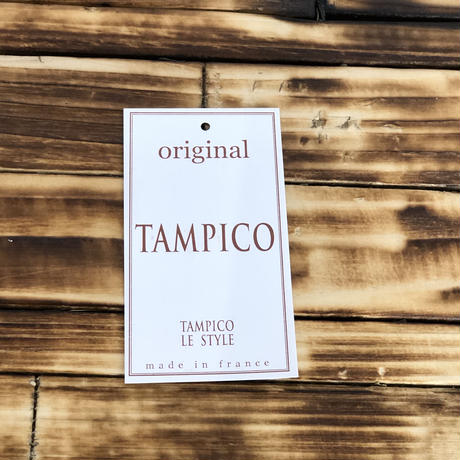 original
TAMPICO
TAMPICO
LE STYLE
made in france